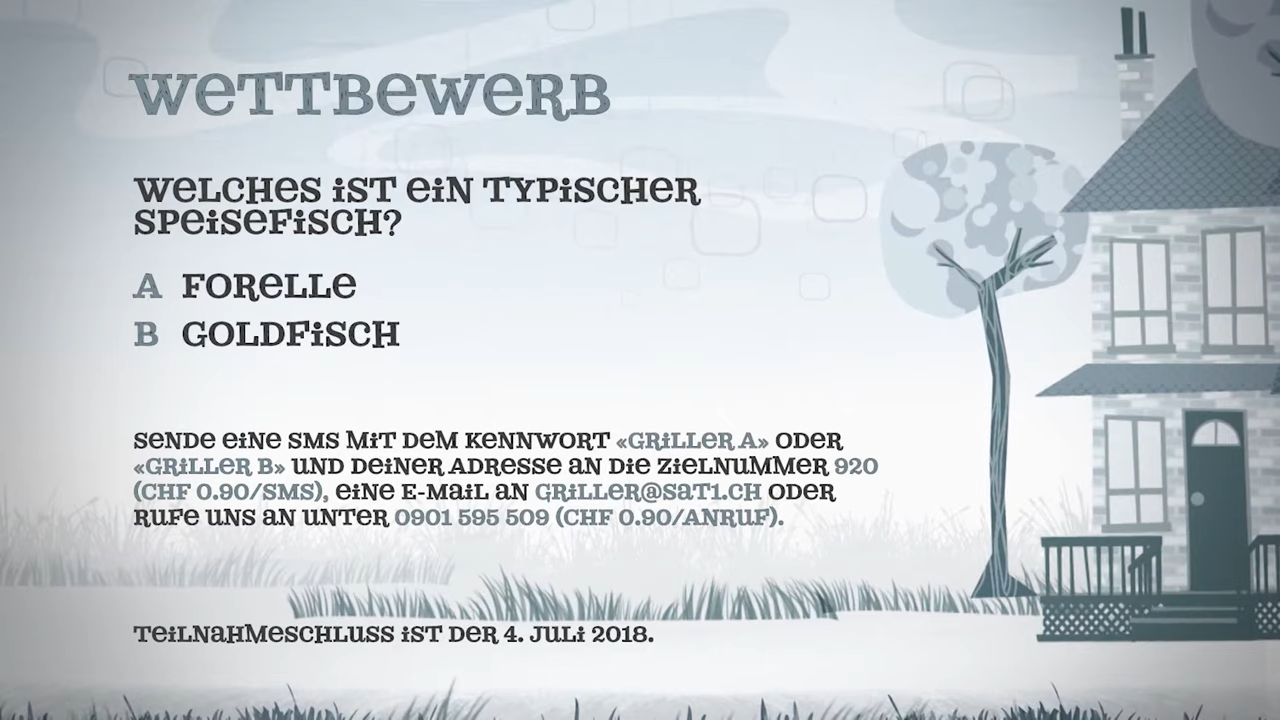 WETTBEWERB
WELCHES IST EIN TYPISCHER
SPEISEFISCH?
A FORELLE
B GOLDFISCH
SENDE EINE SMS MIT DEM KENNWORT «GRILLER A» ODER
«GRILLER B» UND DEINER ADRESSE AN DIE ZIELNUMMER 920
(CHF 0.90/SMS), EINE E-MAIL AN GRILLER@SAT1.CH ODER
RUFE UNS AN UNTER 0901 595 509 (CHF 0.90/ANRUF).
TEILNAHMESCHLUSS IST DER 4. JULI 2018.